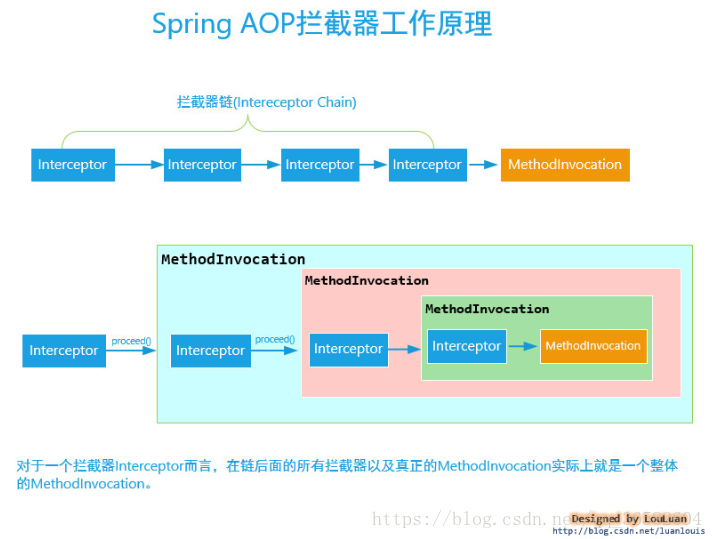 Spring AOP拦截器工作原理
拦截器链(Intereceptor Chain)
Interceptor
Interceptor
Interceptor
Interceptor
MethodInvocation
MethodInvocation
MethodInvocation
MethodInvocation
Interceptor
proceed()
Interceptor
proceed()
Interceptor
Interceptor
MethodInvocation
对于一个拦截器Interceptor而言，在链后面的所有拦截器以及真正的MethodInvocation实际上就是一个整体
的MethodInvocation。
Designed by LouLuan
http://blog.csdn.net/luanlouis